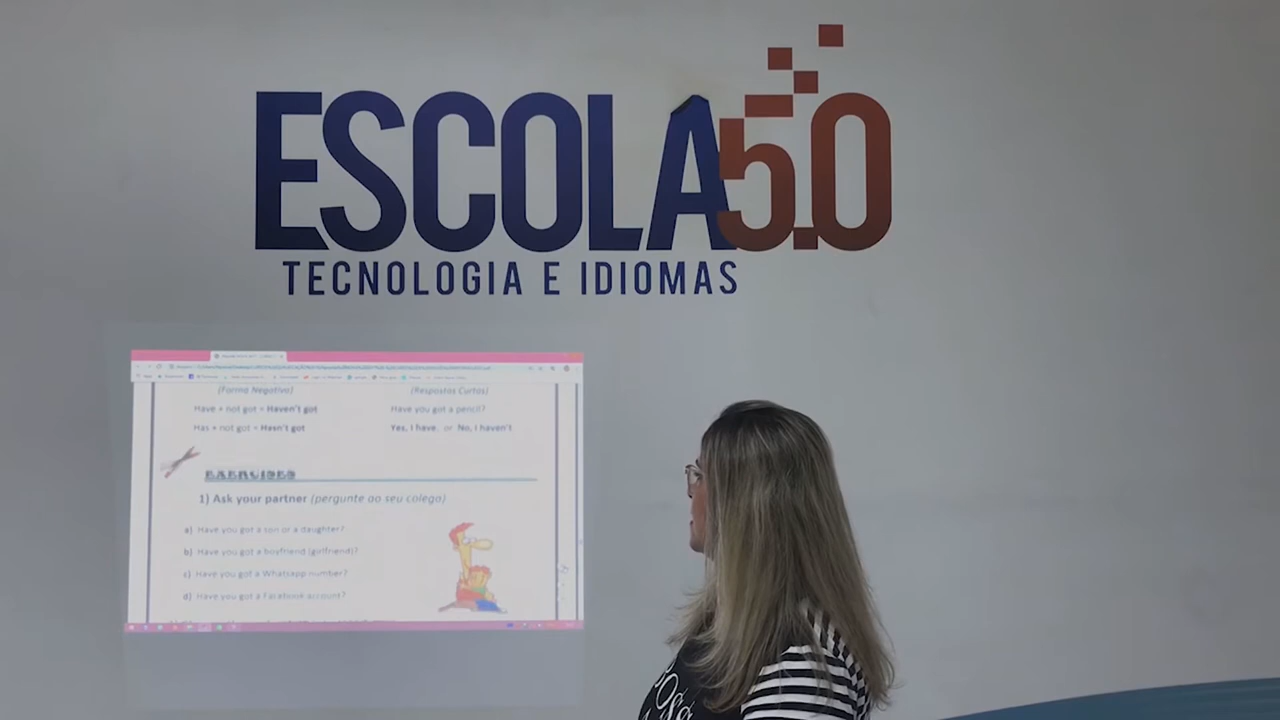 ESCOLA 5.0
TECNOLOGIA E IDIOMAS
(Forma Negativa) (Respostas Curtas)
Have + not got = Haven't got Have you got a pencil?
Has + not got = Hasn't got Yes, I have. or No, I haven't
EXERCISES
1) Ask your partner (pergunte ao seu colega)
a) Have you got a son or a daughter?
b) Have you got a boyfriend (girlfriend)?
c) Have you got a Whatsapp number?
d) Have you got a Facebook account?